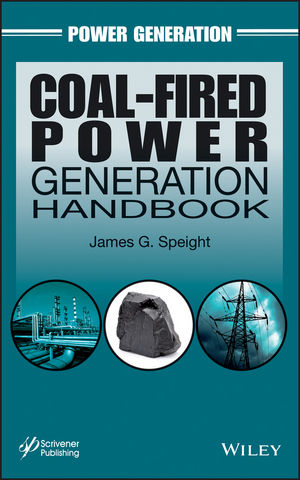 POWER GENERATION
COAL-FIRED
POWER
GENERATION
HANDBOOK
James G. Speight
Scrivener
Publishing
WILEY